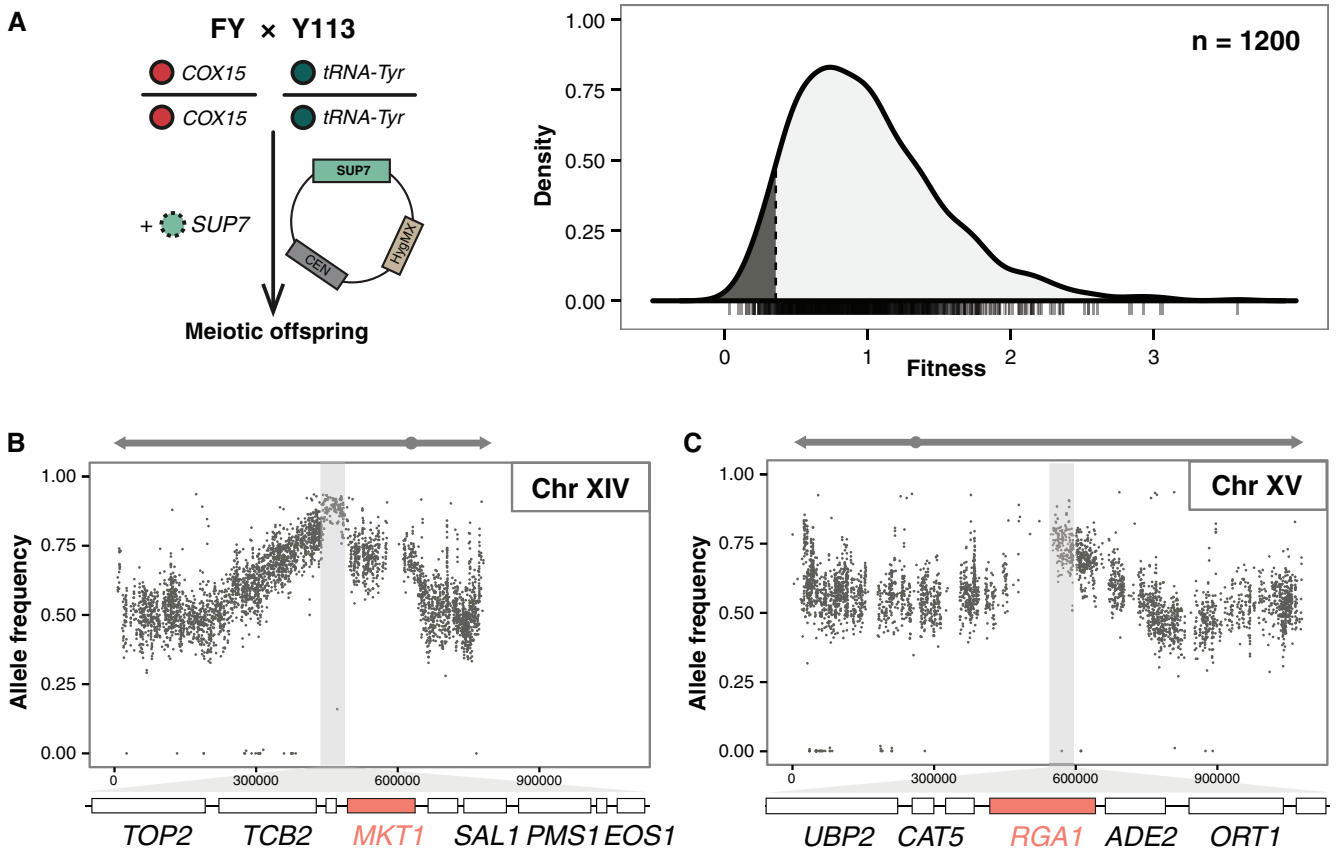 A
FY × Y113
COX15
tRNA-Tyr
COX15
tRNA-Tyr
+ SUP7
SUP7
HygMX
CEN
Meiotic offspring
n = 1200
Density
1.00
0.75
0.50
0.25
0.00
0 1 2 3
Fitness
B
Chr XIV
Allele frequency
1.00
0.75
0.50
0.25
0.00
0 300000 600000 900000
TOP2 TCB2 MKT1 SAL1 PMS1 EOS1
C
Chr XV
Allele frequency
1.00
0.75
0.50
0.25
0.00
0 300000 600000 900000
UBP2 CAT5 RGA1 ADE2 ORT1